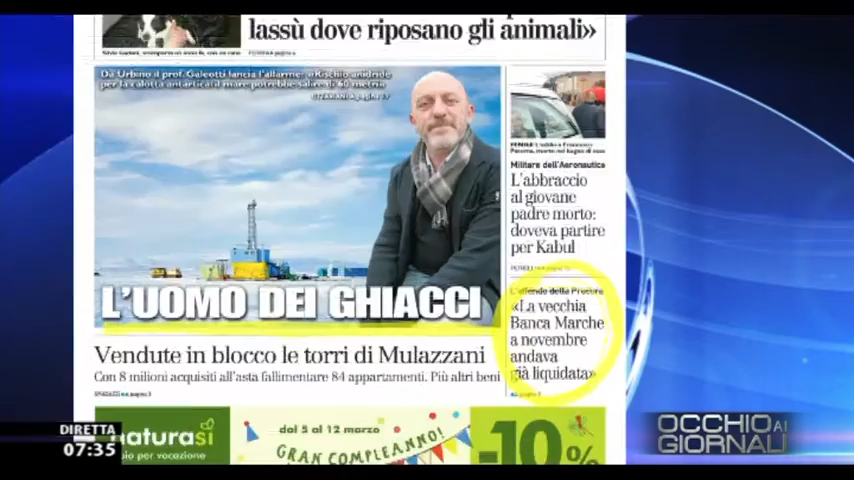 lassù dove riposano gli animali»
Da Urbino il prof. Galeotti lancia l'allarme: «Rischio anidride
per la calotta antartica: il mare potrebbe salire di 60 metri»
L'UOMO DEI GHIACCI
Vendute in blocco le torri di Mulazzani
Con 8 milioni acquisiti all'asta fallimentare 84 appartamenti. Più altri beni
Militare dell'Aeronautica
L'abbraccio
al giovane
padre morto:
doveva partire
per Kabul
L'affondo della Procura
«La vecchia
Banca Marche
a novembre
andava
già liquidata»
naturasì
io per vocazione
dal 5 al 12 marzo
GRAN COMPLEANNO!
-10%
DIRETTA
07:35
OCCHIO AI
GIORNALI